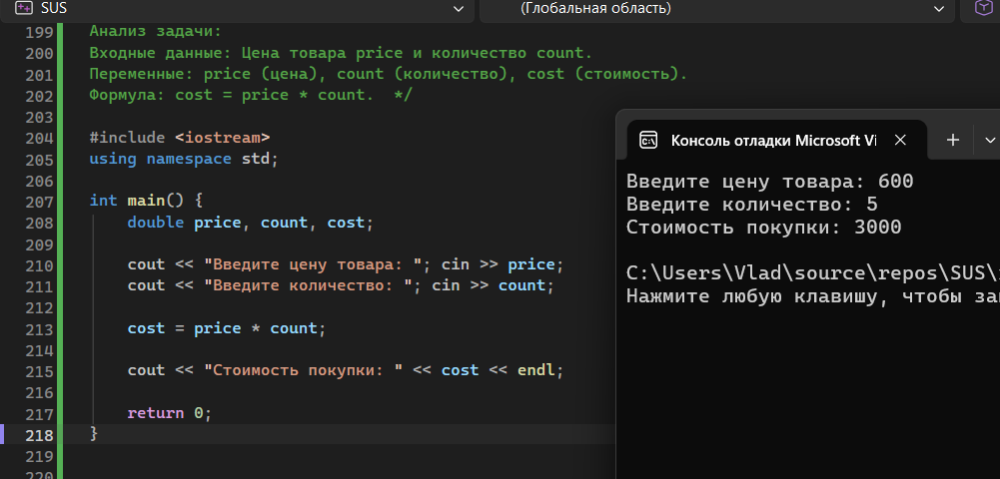 SUS
(Глобальная область)
199 Анализ задачи:
200 Входные данные: Цена товара price и количество count.
201 Переменные: price (цена), count (количество), cost (стоимость).
202 Формула: cost = price * count.  */
203
204 #include <iostream>
205 using namespace std;
206
207 int main() {
208     double price, count, cost;
209
210     cout << "Введите цену товара: "; cin >> price;
211     cout << "Введите количество: "; cin >> count;
212
213     cost = price * count;
214
215     cout << "Стоимость покупки: " << cost << endl;
216
217     return 0;
218 }
219
220
Консоль отладки Microsoft Vi
Введите цену товара: 600
Введите количество: 5
Стоимость покупки: 3000
C:\Users\Vlad\source\repos\SUS\
Нажмите любую клавишу, чтобы